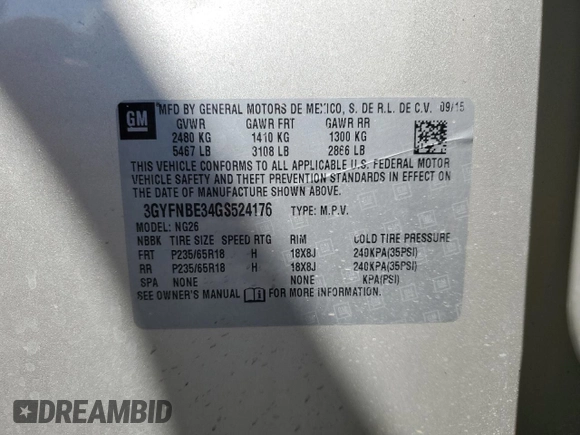 GM
MFD BY GENERAL MOTORS DE MEXICO, S. DE R.L. DE C.V. 09/15
GVWR GAWR FRT GAWR RR
2480 KG 1410 KG 1300 KG
5467 LB 3108 LB 2866 LB
THIS VEHICLE CONFORMS TO ALL APPLICABLE U.S. FEDERAL MOTOR
VEHICLE SAFETY AND THEFT PREVENTION STANDARDS IN EFFECT ON
THE DATE OF MANUFACTURE SHOWN ABOVE.
3GYFNBE34GS524176 TYPE: M.P.V.
MODEL: NG26
NBBK TIRE SIZE SPEED RTG RIM COLD TIRE PRESSURE
FRT P235/65R18 H 18X8J 240KPA(35PSI)
RR P235/65R18 H 18X8J 240KPA(35PSI)
SPA NONE NONE KPA(PSI)
SEE OWNER'S MANUAL FOR MORE INFORMATION.
DREAMBID